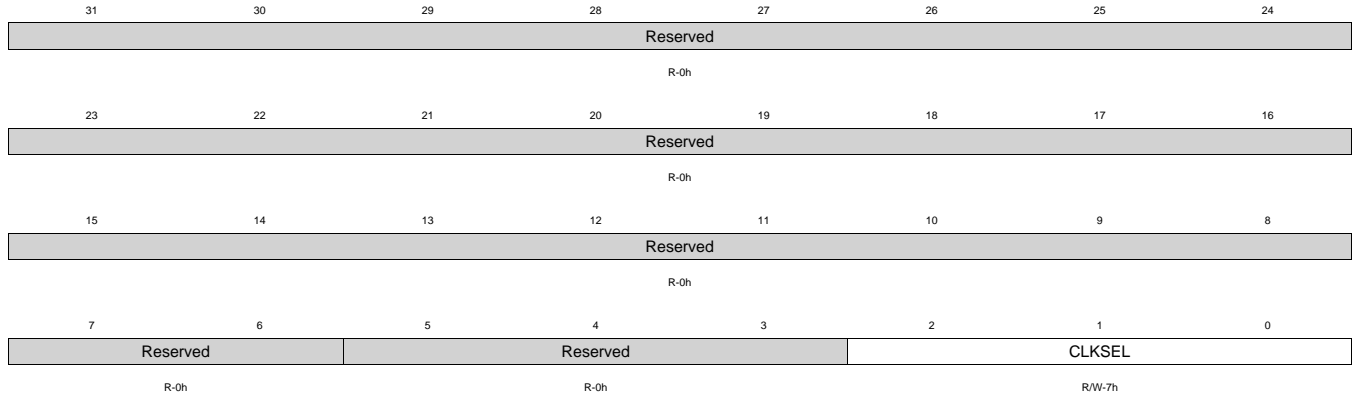 31 30 29 28 27 26 25 24
Reserved
R-0h
23 22 21 20 19 18 17 16
Reserved
R-0h
15 14 13 12 11 10 9 8
Reserved
R-0h
7 6 5 4 3 2 1 0
Reserved Reserved CLKSEL
R-0h R-0h R/W-7h